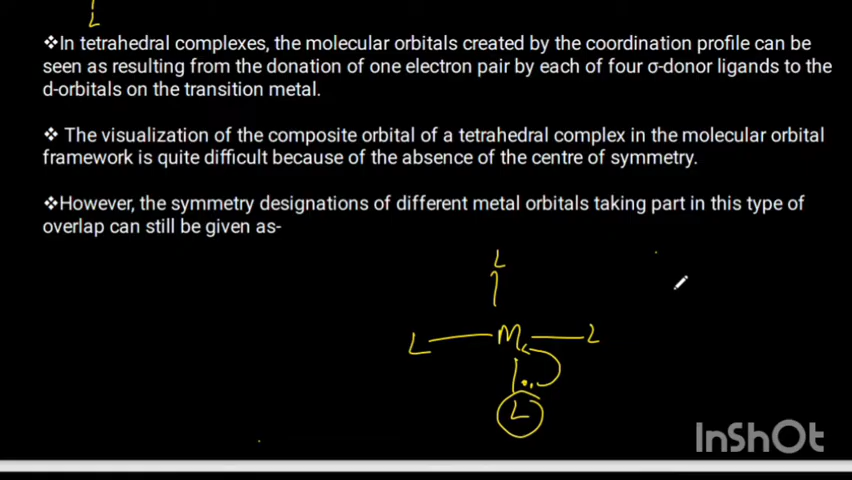 L
❖In tetrahedral complexes, the molecular orbitals created by the coordination profile can be
seen as resulting from the donation of one electron pair by each of four σ-donor ligands to the
d-orbitals on the transition metal.
❖ The visualization of the composite orbital of a tetrahedral complex in the molecular orbital
framework is quite difficult because of the absence of the centre of symmetry.
❖However, the symmetry designations of different metal orbitals taking part in this type of
overlap can still be given as-
L
L M L
L
InShOt